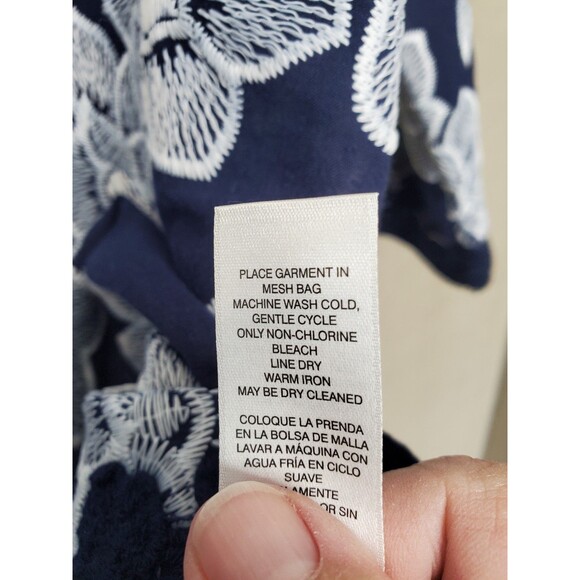 PLACE GARMENT IN
MESH BAG
MACHINE WASH COLD,
GENTLE CYCLE
ONLY NON-CHLORINE
BLEACH
LINE DRY
WARM IRON
MAY BE DRY CLEANED
COLOQUE LA PRENDA
EN LA BOLSA DE MALLA
LAVAR A MÁQUINA CON
AGUA FRÍA EN CICLO
SUAVE
SIN